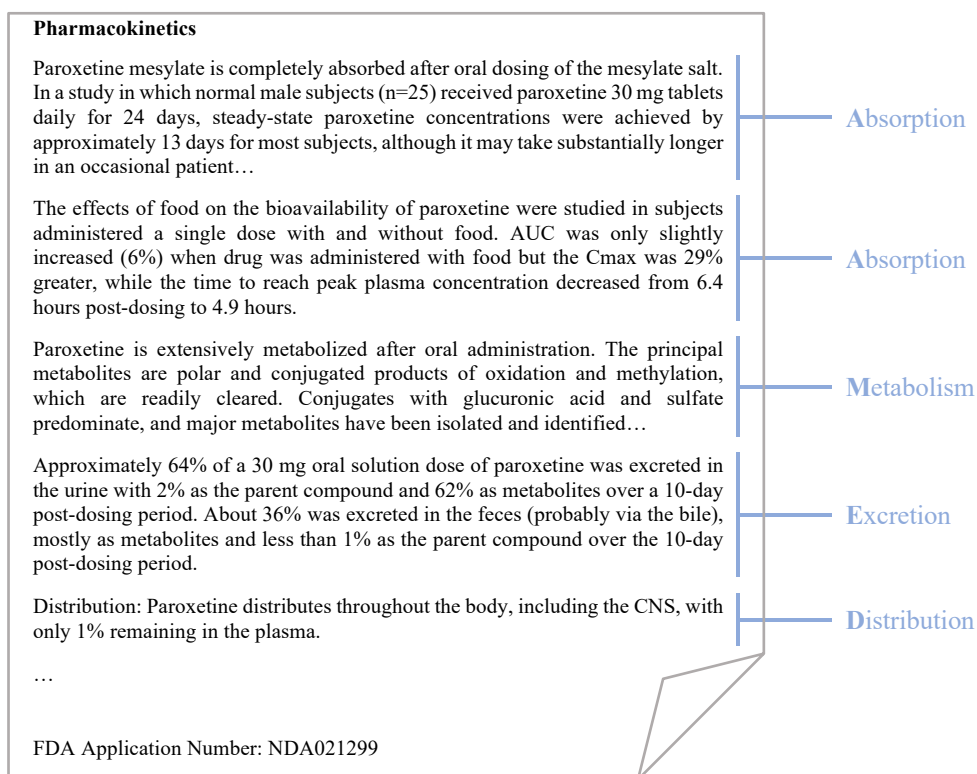 Pharmacokinetics
Paroxetine mesylate is completely absorbed after oral dosing of the mesylate salt.
In a study in which normal male subjects (n=25) received paroxetine 30 mg tablets
daily for 24 days, steady-state paroxetine concentrations were achieved by
approximately 13 days for most subjects, although it may take substantially longer
in an occasional patient…
Absorption
The effects of food on the bioavailability of paroxetine were studied in subjects
administered a single dose with and without food. AUC was only slightly
increased (6%) when drug was administered with food but the Cmax was 29%
greater, while the time to reach peak plasma concentration decreased from 6.4
hours post-dosing to 4.9 hours.
Absorption
Paroxetine is extensively metabolized after oral administration. The principal
metabolites are polar and conjugated products of oxidation and methylation,
which are readily cleared. Conjugates with glucuronic acid and sulfate
predominate, and major metabolites have been isolated and identified…
Metabolism
Approximately 64% of a 30 mg oral solution dose of paroxetine was excreted in
the urine with 2% as the parent compound and 62% as metabolites over a 10-day
post-dosing period. About 36% was excreted in the feces (probably via the bile),
mostly as metabolites and less than 1% as the parent compound over the 10-day
post-dosing period.
Excretion
Distribution: Paroxetine distributes throughout the body, including the CNS, with
only 1% remaining in the plasma.
Distribution
…
FDA Application Number: NDA021299